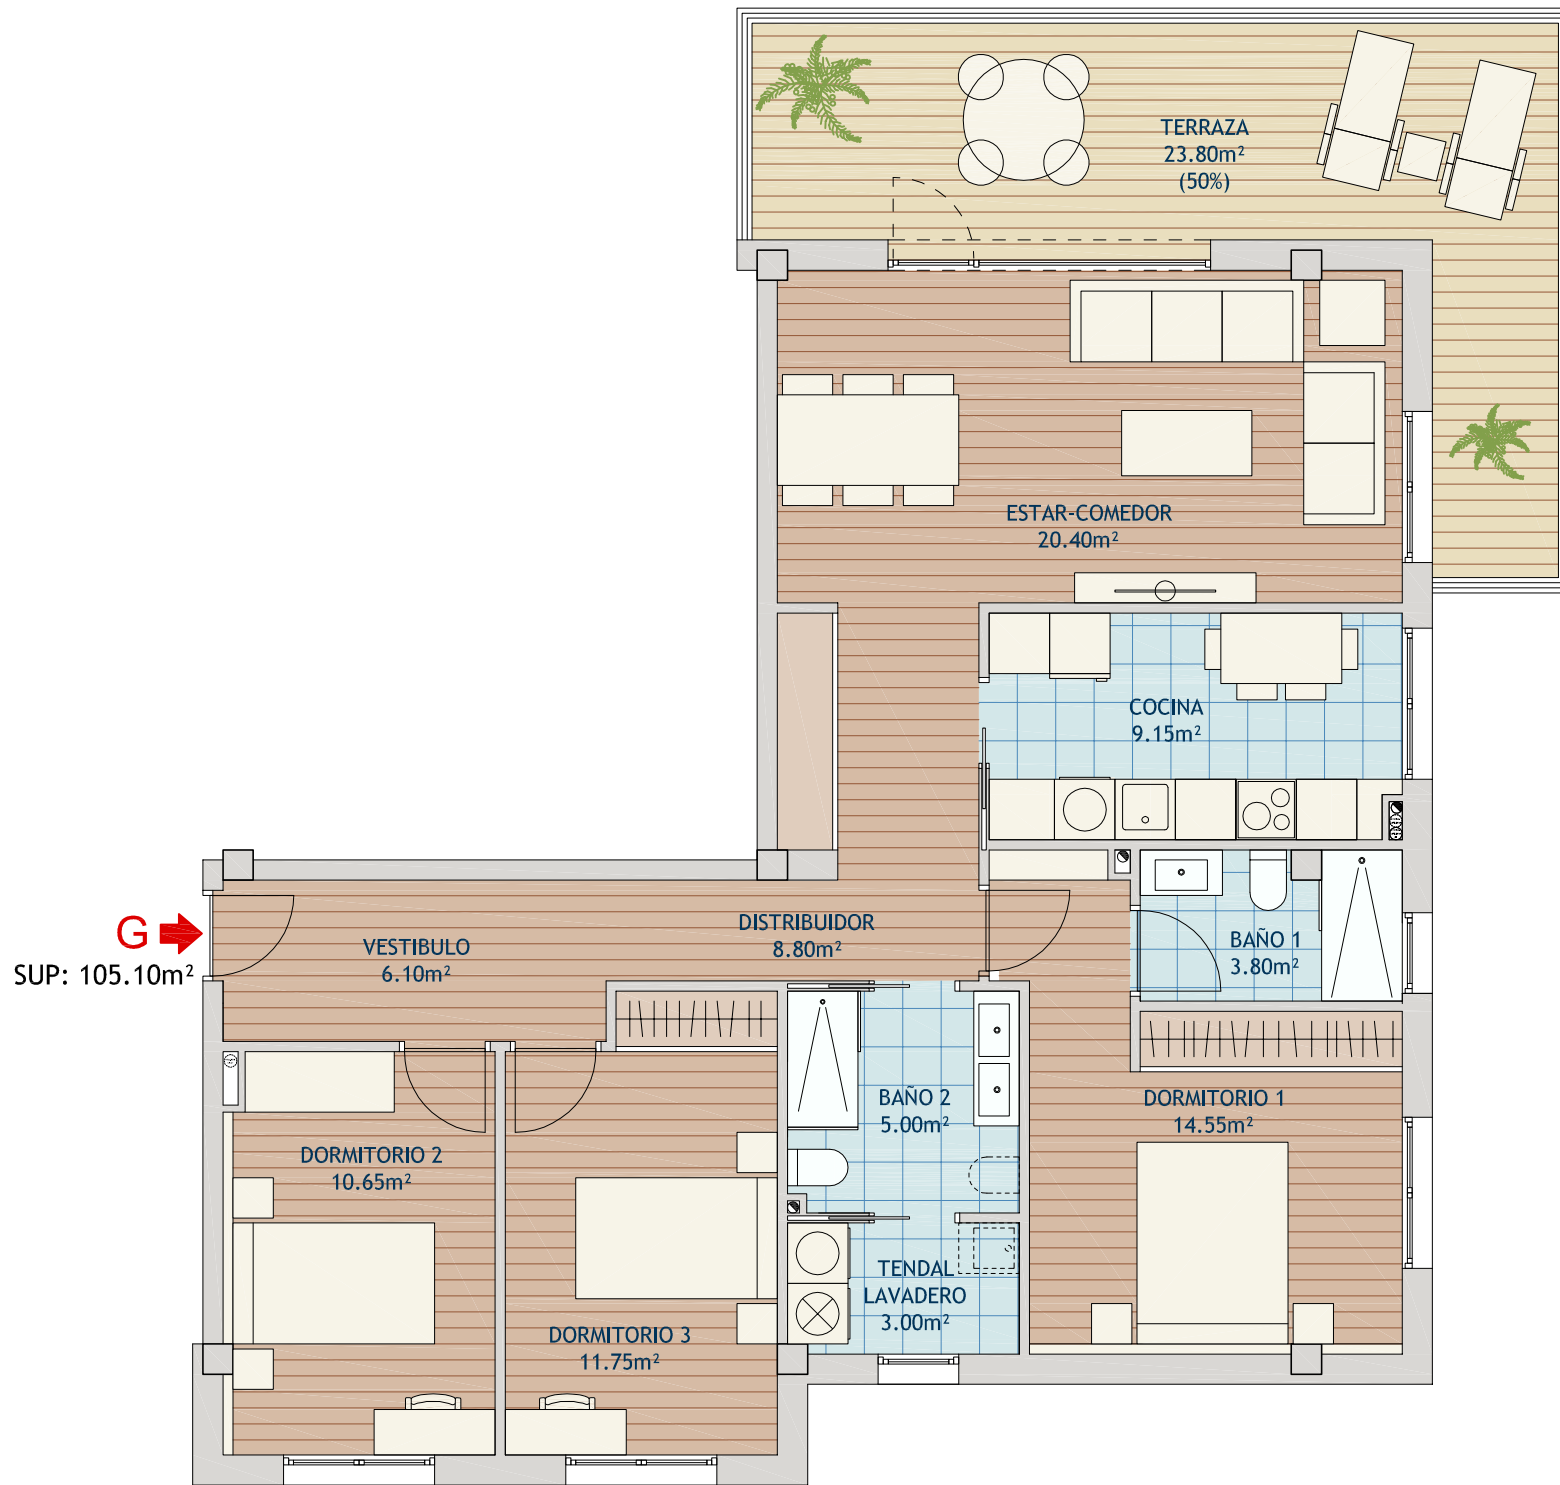 TERRAZA
23.80m²
(50%)
ESTAR-COMEDOR
20.40m²
COCINA
9.15m²
G
SUP: 105.10m²
VESTIBULO
6.10m²
DISTRIBUIDOR
8.80m²
BAÑO 1
3.80m²
DORMITORIO 2
10.65m²
DORMITORIO 3
11.75m²
BAÑO 2
5.00m²
TENDAL
LAVADERO
3.00m²
DORMITORIO 1
14.55m²